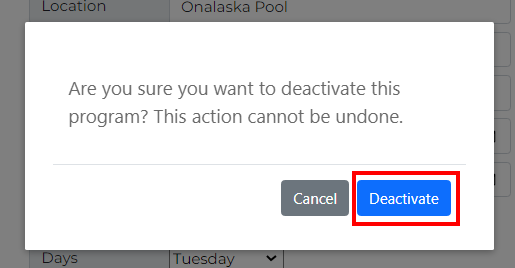 Location Onalaska Pool
Are you sure you want to deactivate this
program? This action cannot be undone.
Cancel Deactivate
Days Tuesday